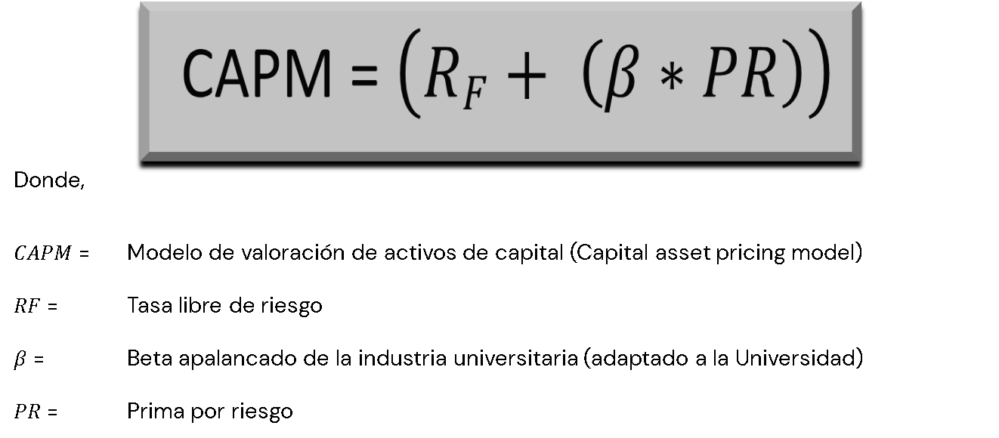 CAPM = (R_F + (β * PR))
Donde,
CAPM = Modelo de valoración de activos de capital (Capital asset pricing model)
RF = Tasa libre de riesgo
β = Beta apalancado de la industria universitaria (adaptado a la Universidad)
PR = Prima por riesgo